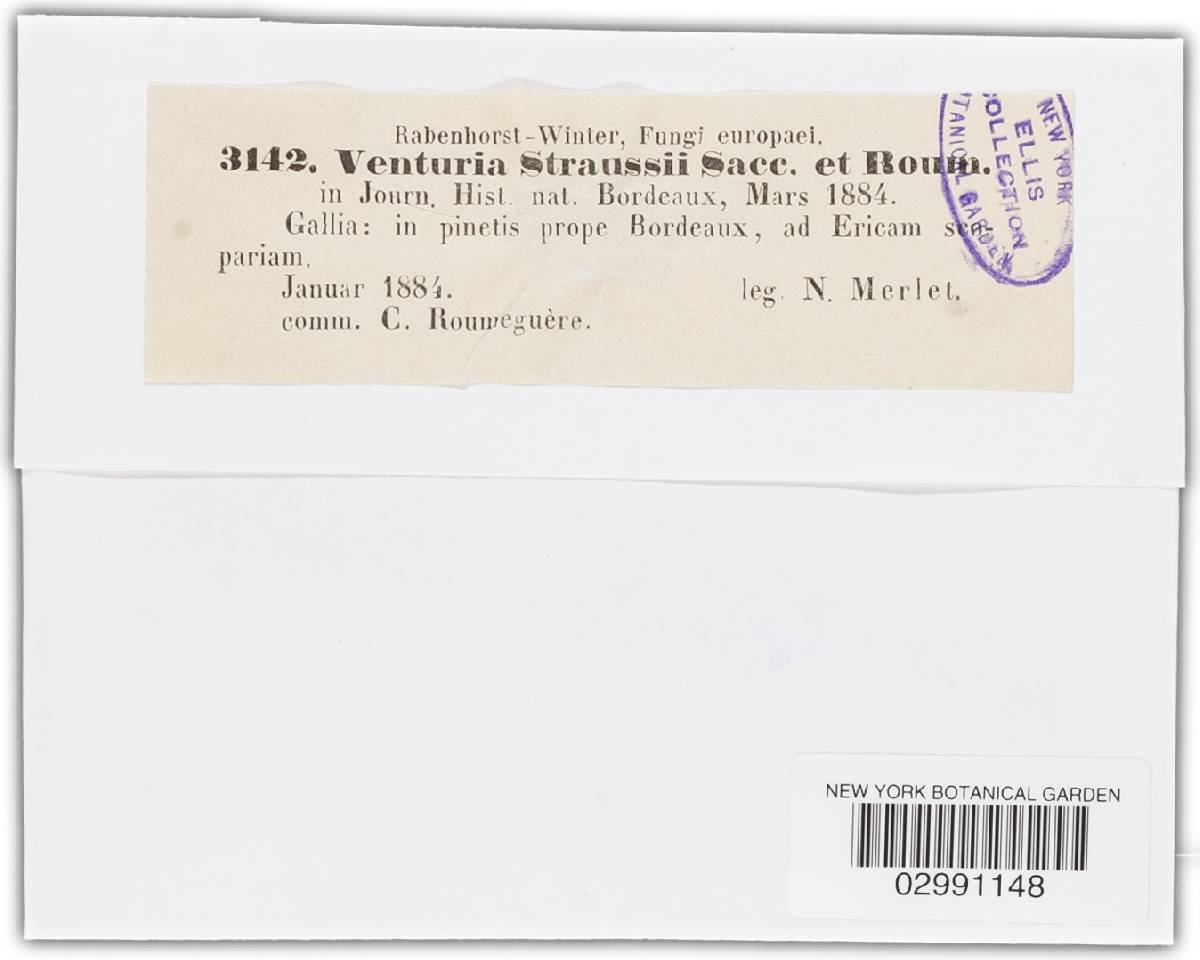 Rabenhorst-Winter, Fungi europaei.
3142. Venturia Straussii Sacc. et Roum.
in Journ. Hist. nat. Bordeaux, Mars 1884.
Gallia: in pinetis prope Bordeaux, ad Ericam sco-
pariam.
Januar 1884. leg. N. Merlet.
comm. C. Roumeguère.
NEW YORK
ELLIS
COLLECTION
TANICAL GARDEN
NEW YORK BOTANICAL GARDEN
02991148